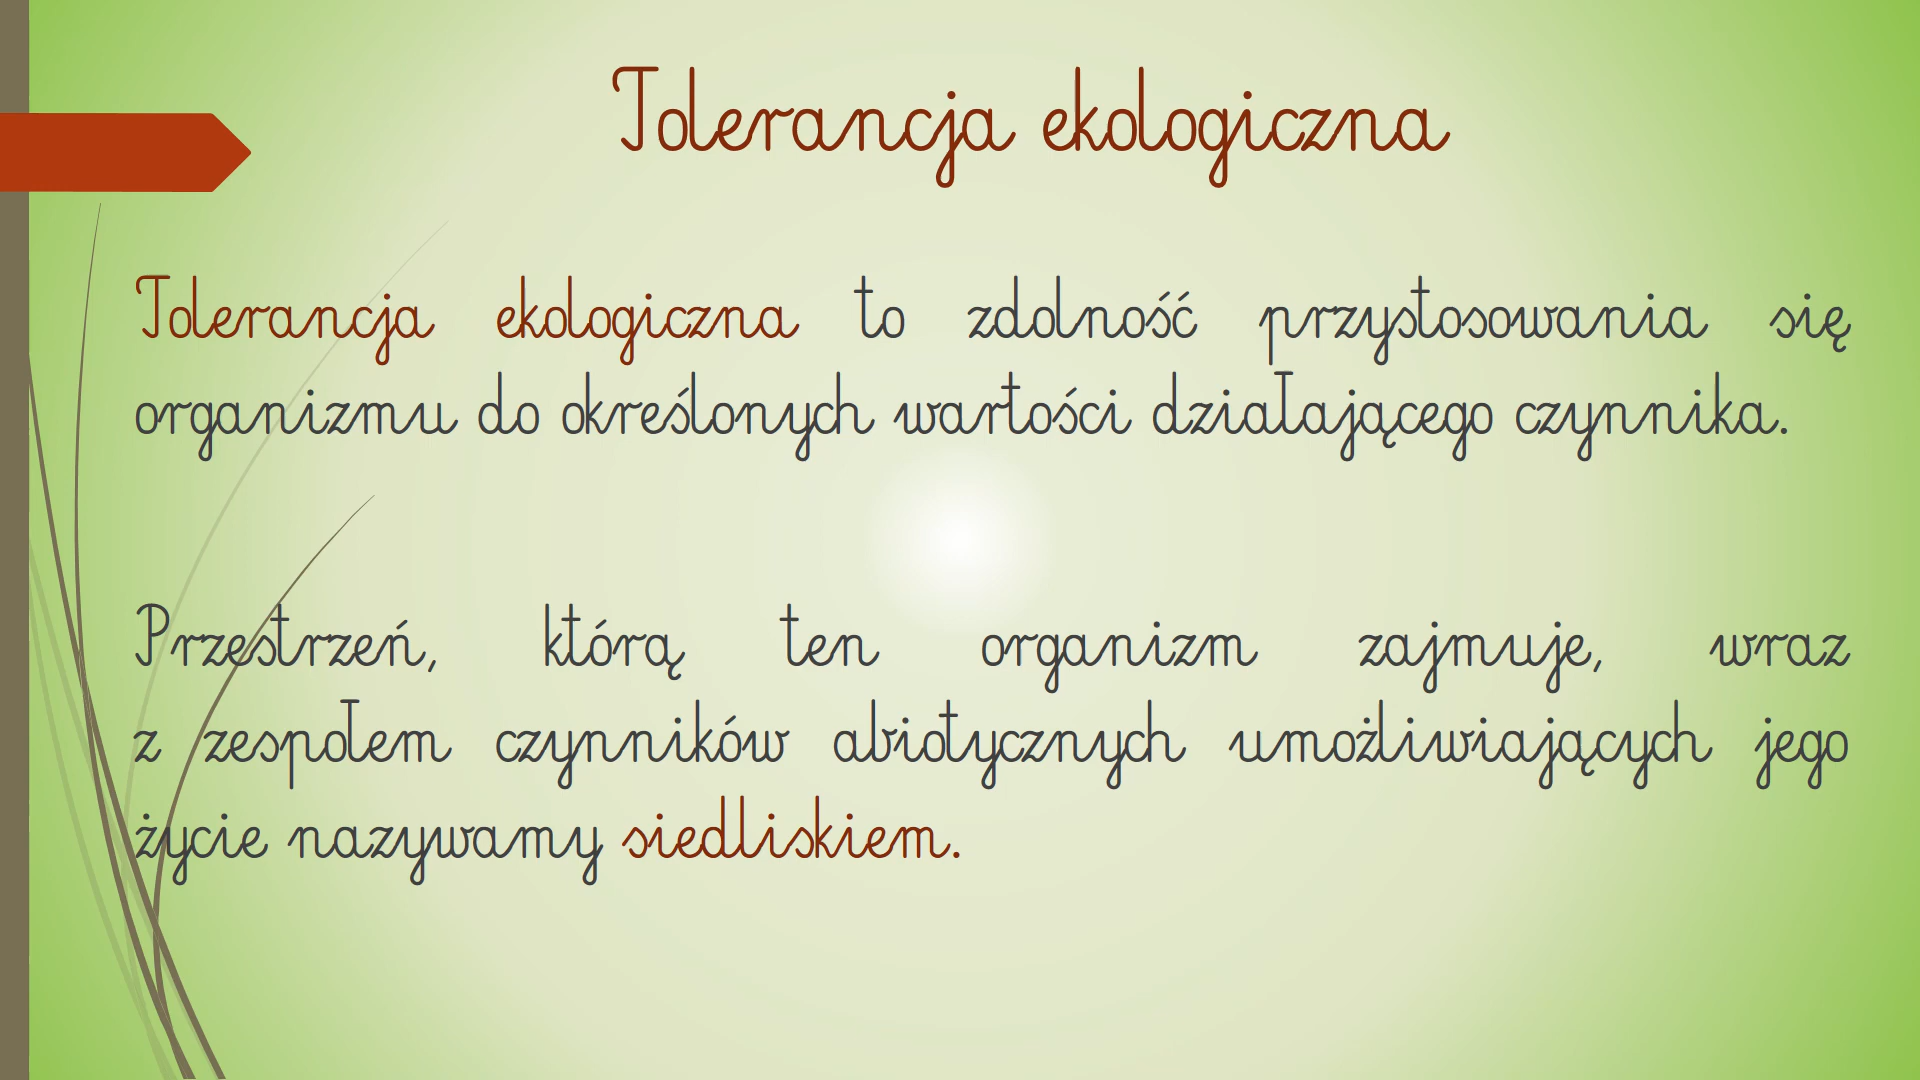 Tolerancja ekologiczna
Tolerancja ekologiczna to zdolność przystosowania się
organizmu do określonych wartości działającego czynnika.
Przestrzeń, którą ten organizm zajmuje, wraz
z zespołem czynników abiotycznych umożliwiających jego
życie nazywamy siedliskiem.